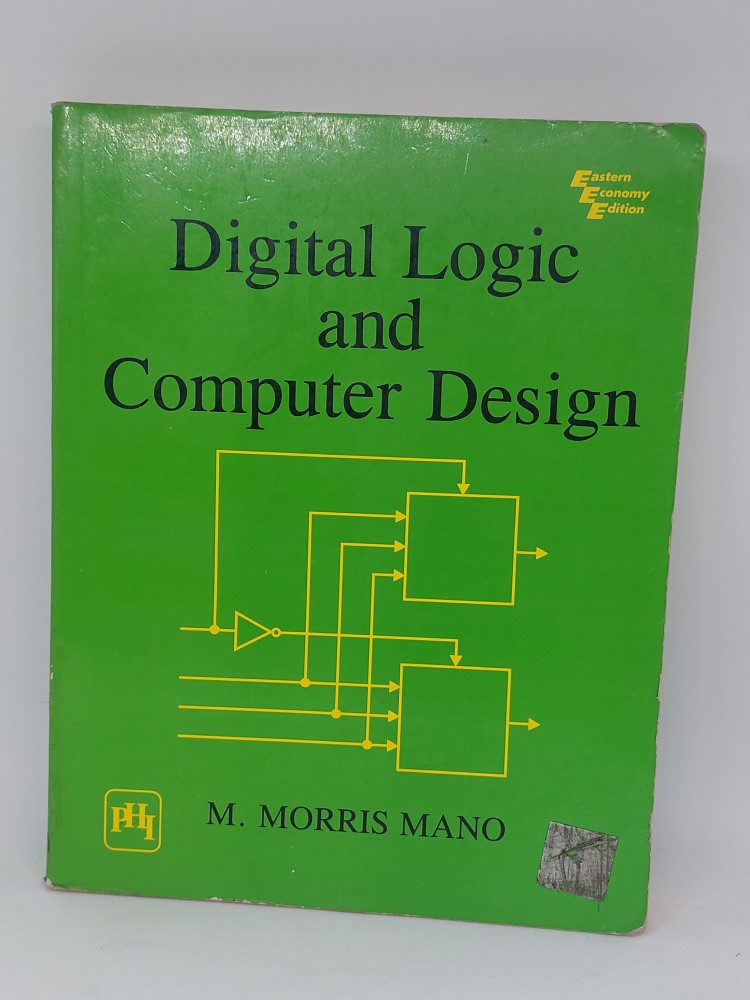 Eastern
Economy
Edition
Digital Logic
and
Computer Design
PHI
M. MORRIS MANO